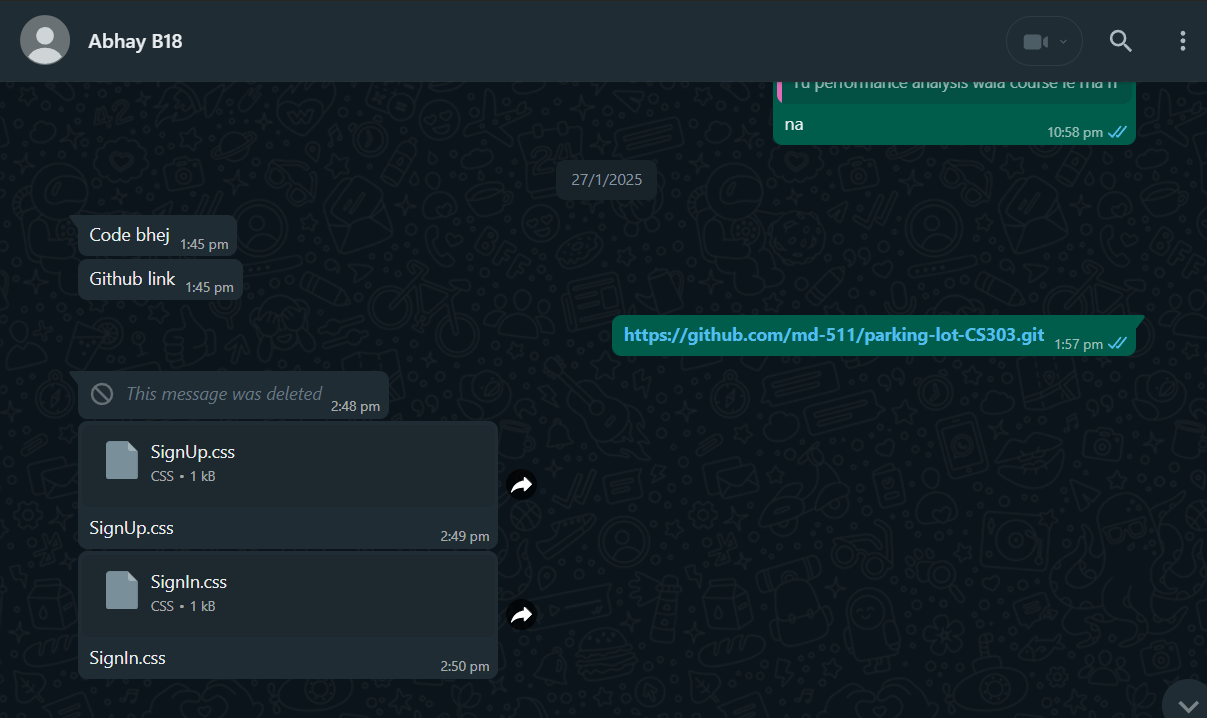 Abhay B18
Tu performance analysis wala course le rha h
na
10:58 pm
27/1/2025
Code bhej
1:45 pm
Github link
1:45 pm
https://github.com/md-511/parking-lot-CS303.git
1:57 pm
This message was deleted
2:48 pm
SignUp.css
CSS • 1 kB
SignUp.css
2:49 pm
SignIn.css
CSS • 1 kB
SignIn.css
2:50 pm